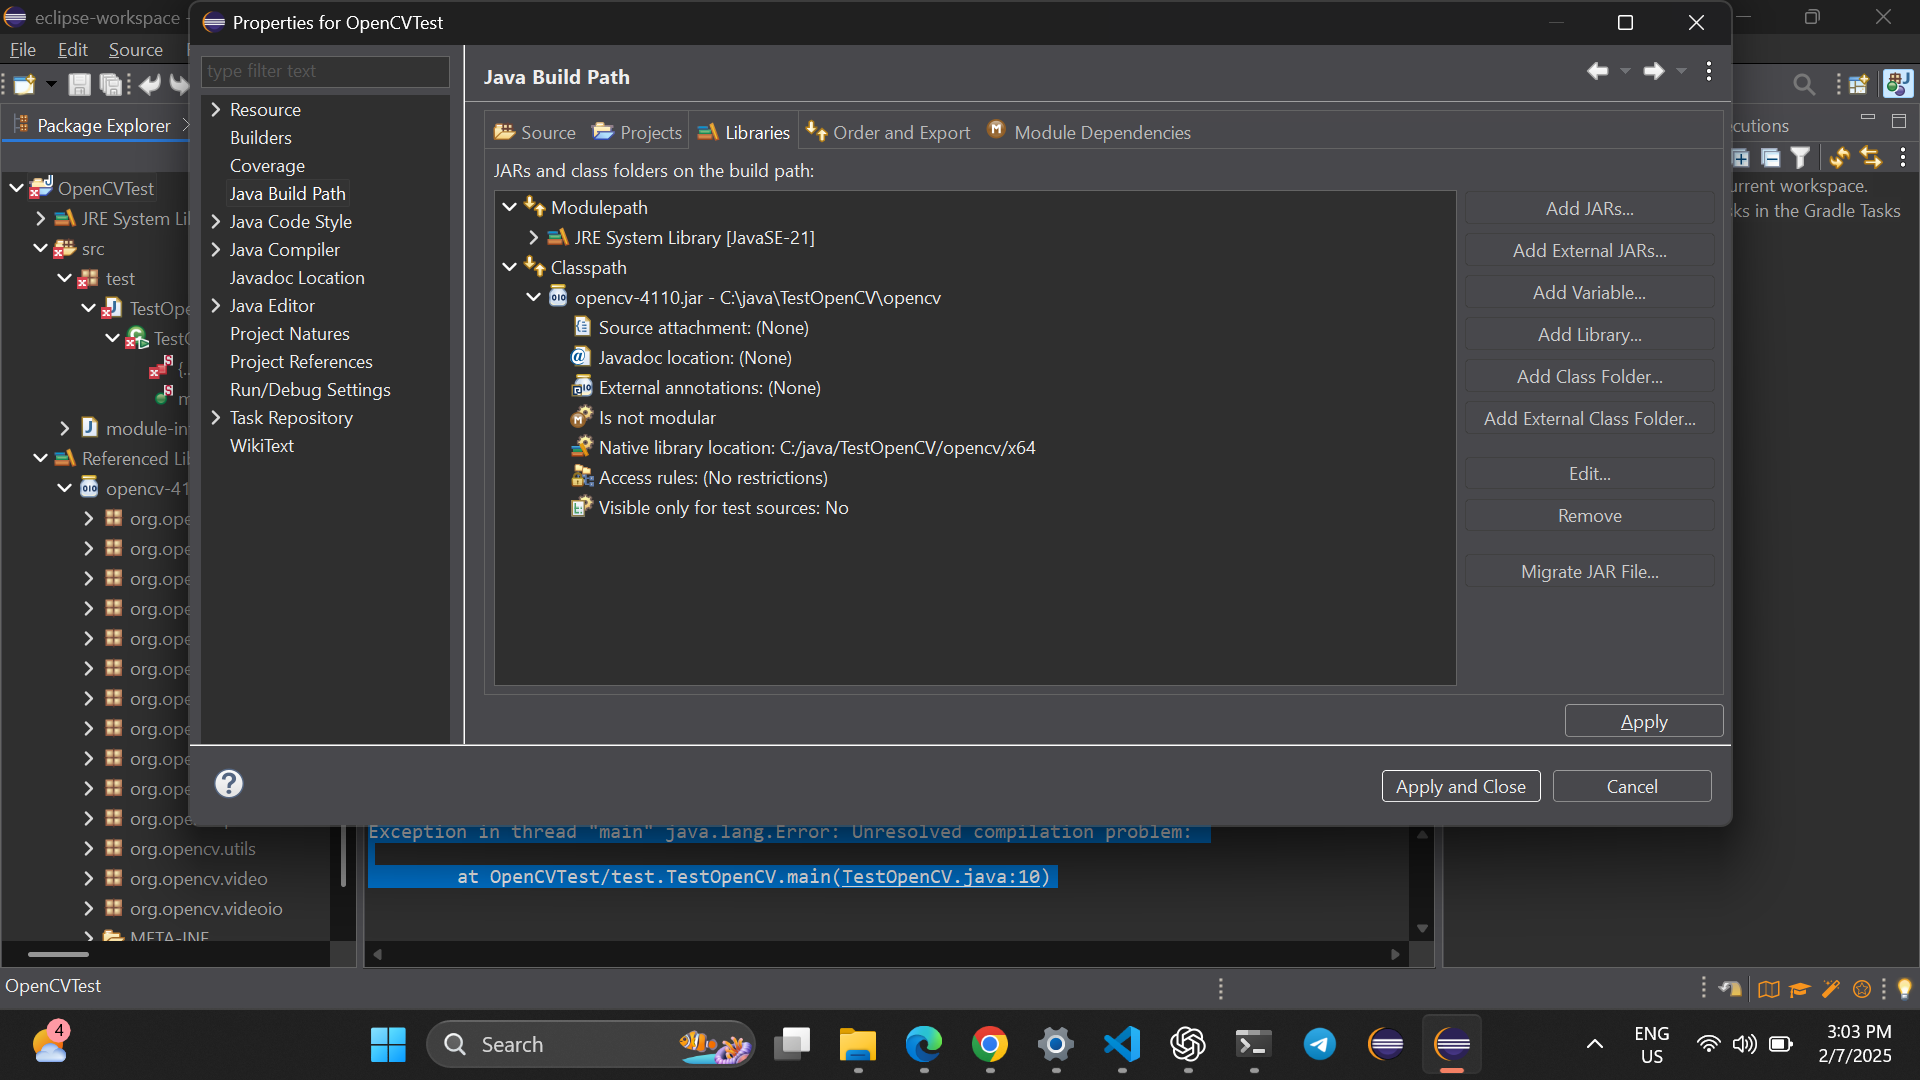 eclipse-workspace
Properties for OpenCVTest
File Edit Source
type filter text
Java Build Path
Package Explorer
Resource
Builders
Coverage
Java Build Path
Java Code Style
Java Compiler
Javadoc Location
Java Editor
Project Natures
Project References
Run/Debug Settings
Task Repository
WikiText
Source Projects Libraries Order and Export Module Dependencies
JARs and class folders on the build path:
Modulepath
JRE System Library [JavaSE-21]
Classpath
opencv-4110.jar - C:\java\TestOpenCV\opencv
Source attachment: (None)
Javadoc location: (None)
External annotations: (None)
Is not modular
Native library location: C:/java/TestOpenCV/opencv/x64
Access rules: (No restrictions)
Visible only for test sources: No
Add JARs...
Add External JARs...
Add Variable...
Add Library...
Add Class Folder...
Add External Class Folder...
Edit...
Remove
Migrate JAR File...
Apply
Apply and Close Cancel
cutions
urrent workspace.
ks in the Gradle Tasks
OpenCVTest
JRE System Li
src
test
TestOpe
TestO
{..
m
module-in
Referenced Li
opencv-41
org.ope
org.ope
org.ope
org.ope
org.ope
org.ope
org.ope
org.ope
org.ope
org.ope
org.ope
org.opencv.utils
org.opencv.video
org.opencv.videoio
META-INF
Exception in thread "main" java.lang.Error: Unresolved compilation problem:
at OpenCVTest/test.TestOpenCV.main(TestOpenCV.java:10)
OpenCVTest
4
Search
ENG
US
3:03 PM
2/7/2025